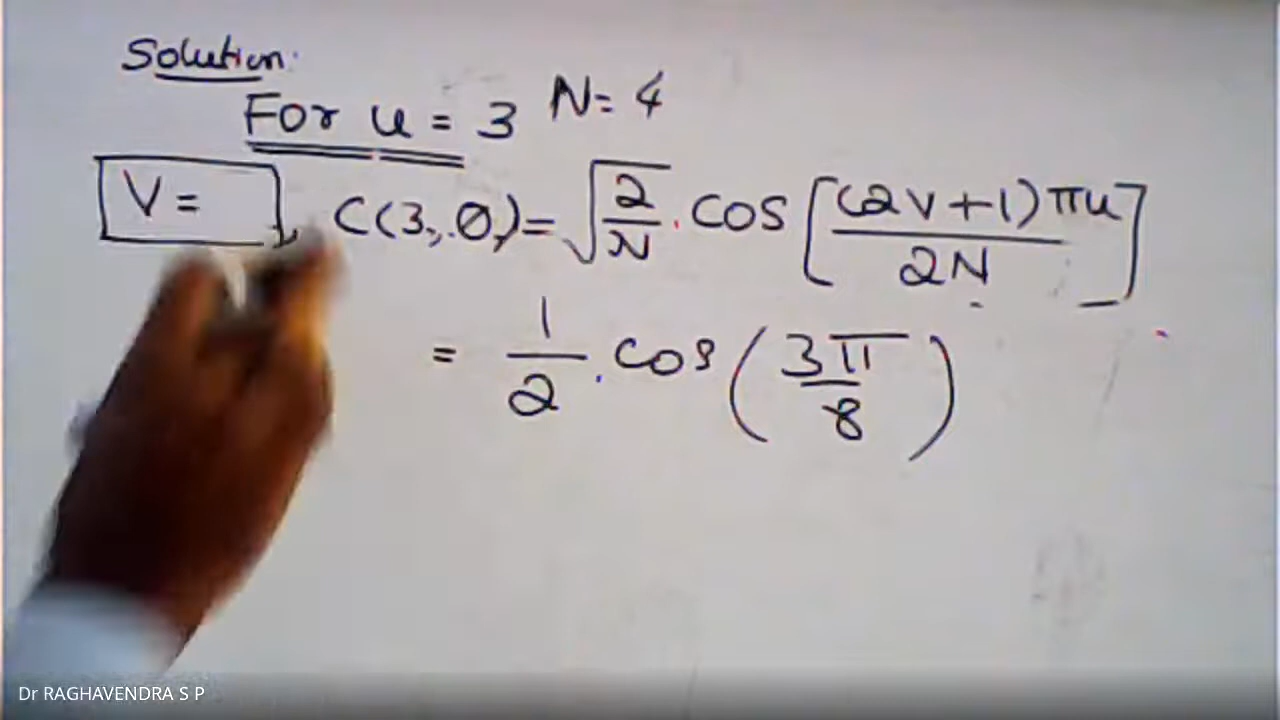 Solution:
For u = 3 N = 4
V =
C(3, 0) = √(2/N) . COS [(2V+1)πu / 2N]
= 1/2 . cos (3π/8)
Dr RAGHAVENDRA S P